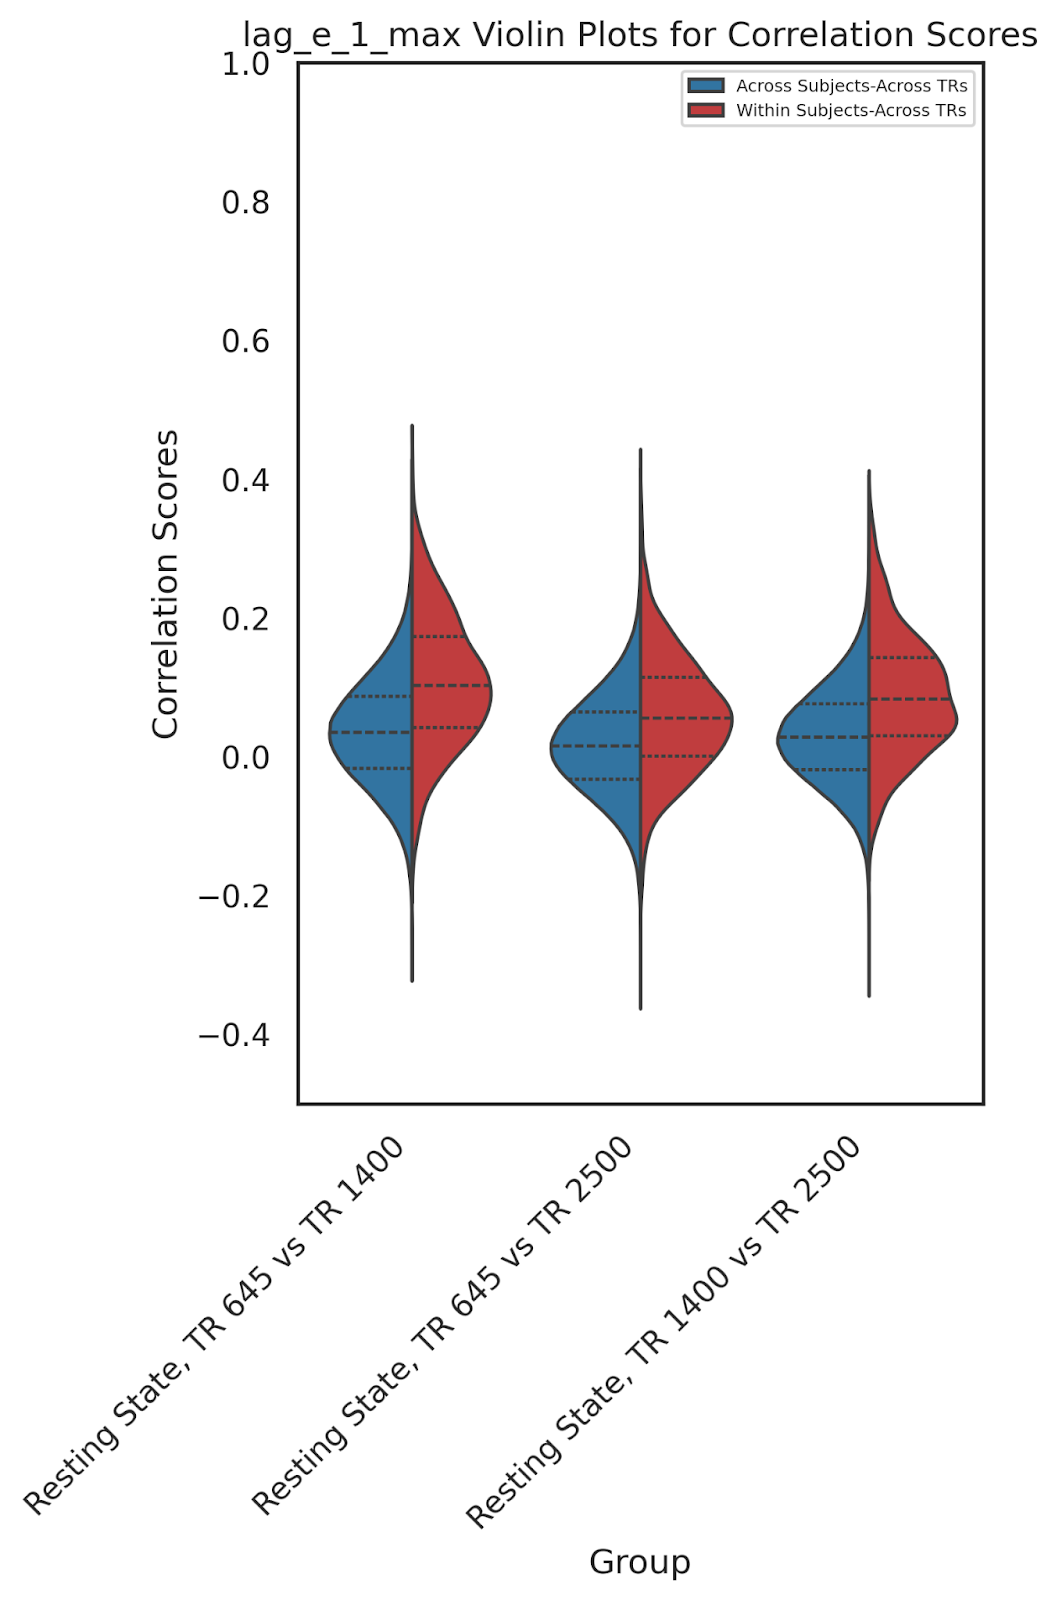 lag_e_1_max Violin Plots for Correlation Scores
Across Subjects-Across TRs
Within Subjects-Across TRs
1.0
0.8
0.6
0.4
0.2
0.0
−0.2
−0.4
Correlation Scores
Resting State, TR 645 vs TR 1400
Resting State, TR 645 vs TR 2500
Resting State, TR 1400 vs TR 2500
Group